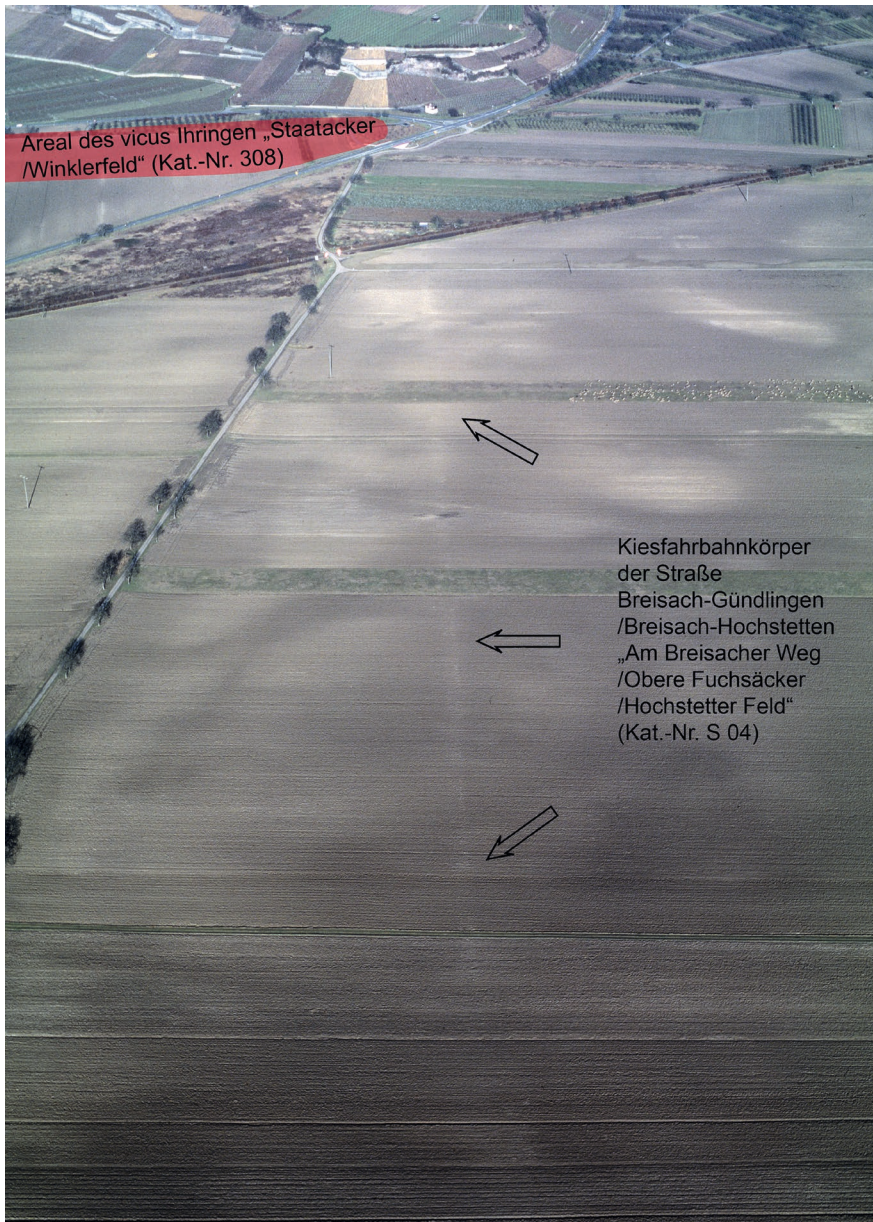 Areal des vicus Ihringen „Staatacker
/Winklerfeld“ (Kat.-Nr. 308)
Kiesfahrbahnkörper
der Straße
Breisach-Gündlingen
/Breisach-Hochstetten
„Am Breisacher Weg
/Obere Fuchsäcker
/Hochstetter Feld“
(Kat.-Nr. S 04)